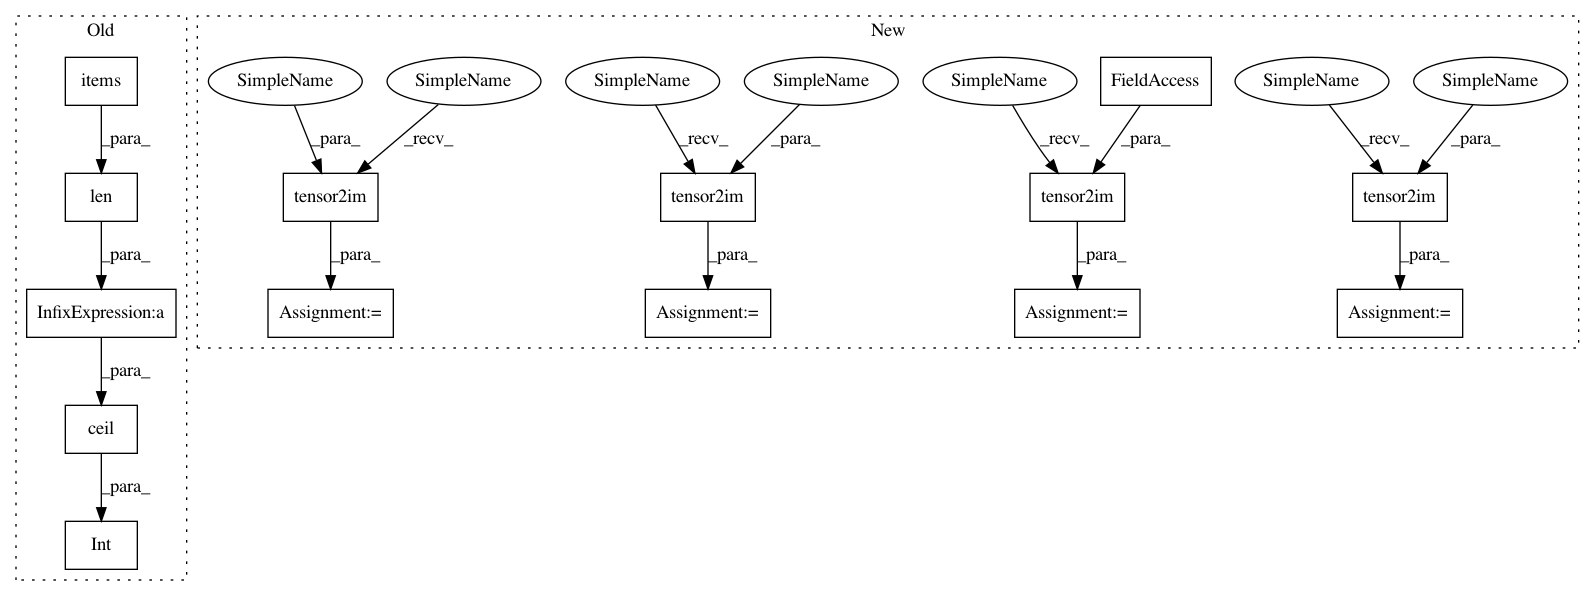 Old
New
items
SimpleName
SimpleName
SimpleName
SimpleName
SimpleName
FieldAccess
SimpleName
SimpleName
_para_
_para_
_recv_
_recv_
_para_
_recv_
_para_
_recv_
_para_
len
tensor2im
tensor2im
tensor2im
tensor2im
_para_
_para_
_para_
_para_
_para_
InfixExpression:a
Assignment:=
Assignment:=
Assignment:=
Assignment:=
_para_
ceil
_para_
Int